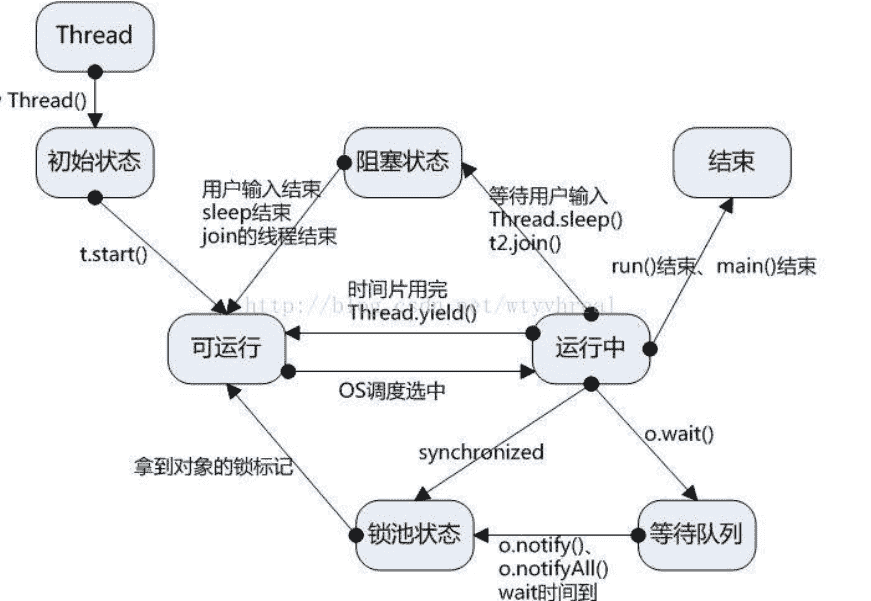 Thread
Thread()
初始状态
阻塞状态
结束
用户输入结束
sleep结束
join的线程结束
等待用户输入
Thread.sleep()
t2.join()
t.start()
run()结束、main()结束
时间片用完
Thread.yield()
可运行
运行中
OS调度选中
synchronized
o.wait()
拿到对象的锁标记
锁池状态
等待队列
o.notify()、
o.notifyAll()
wait时间到